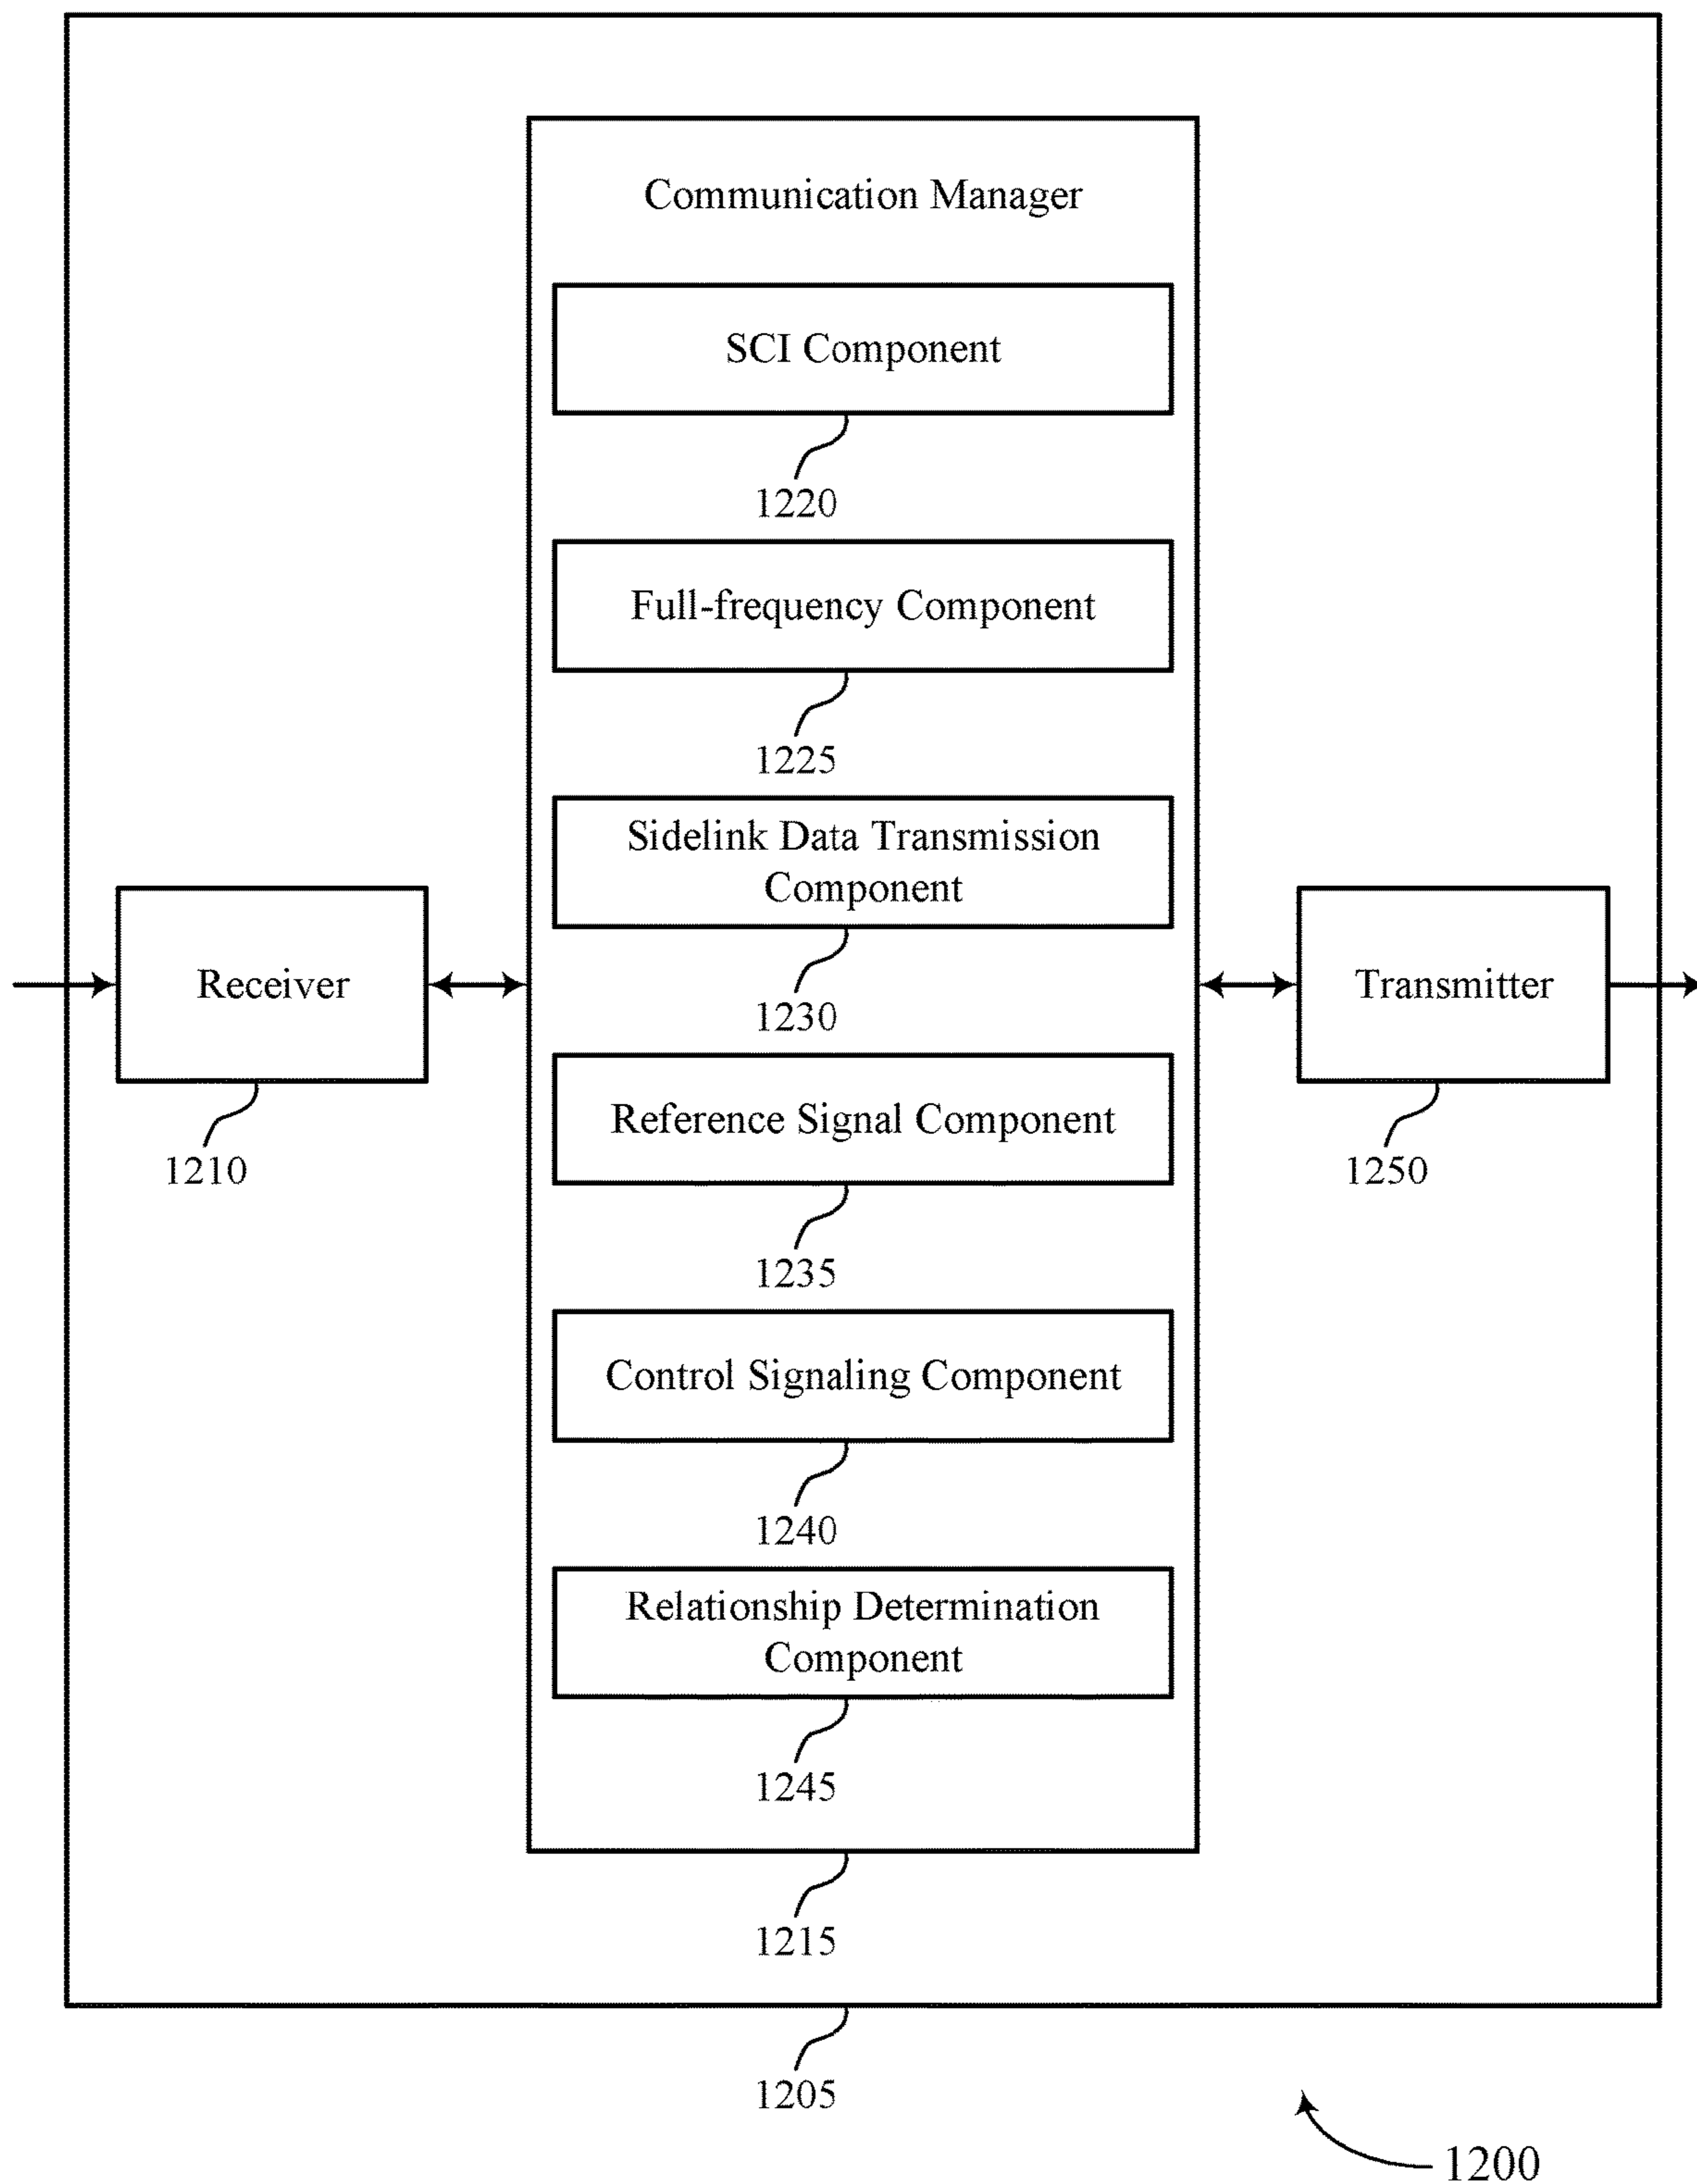 Communication Manager
SCI Component
1220
Full-frequency Component
1225
Sidelink Data Transmission
Component
1230
Receiver
1210
Transmitter
1250
Reference Signal Component
1235
Control Signaling Component
1240
Relationship Determination
Component
1245
1215
1205
1200